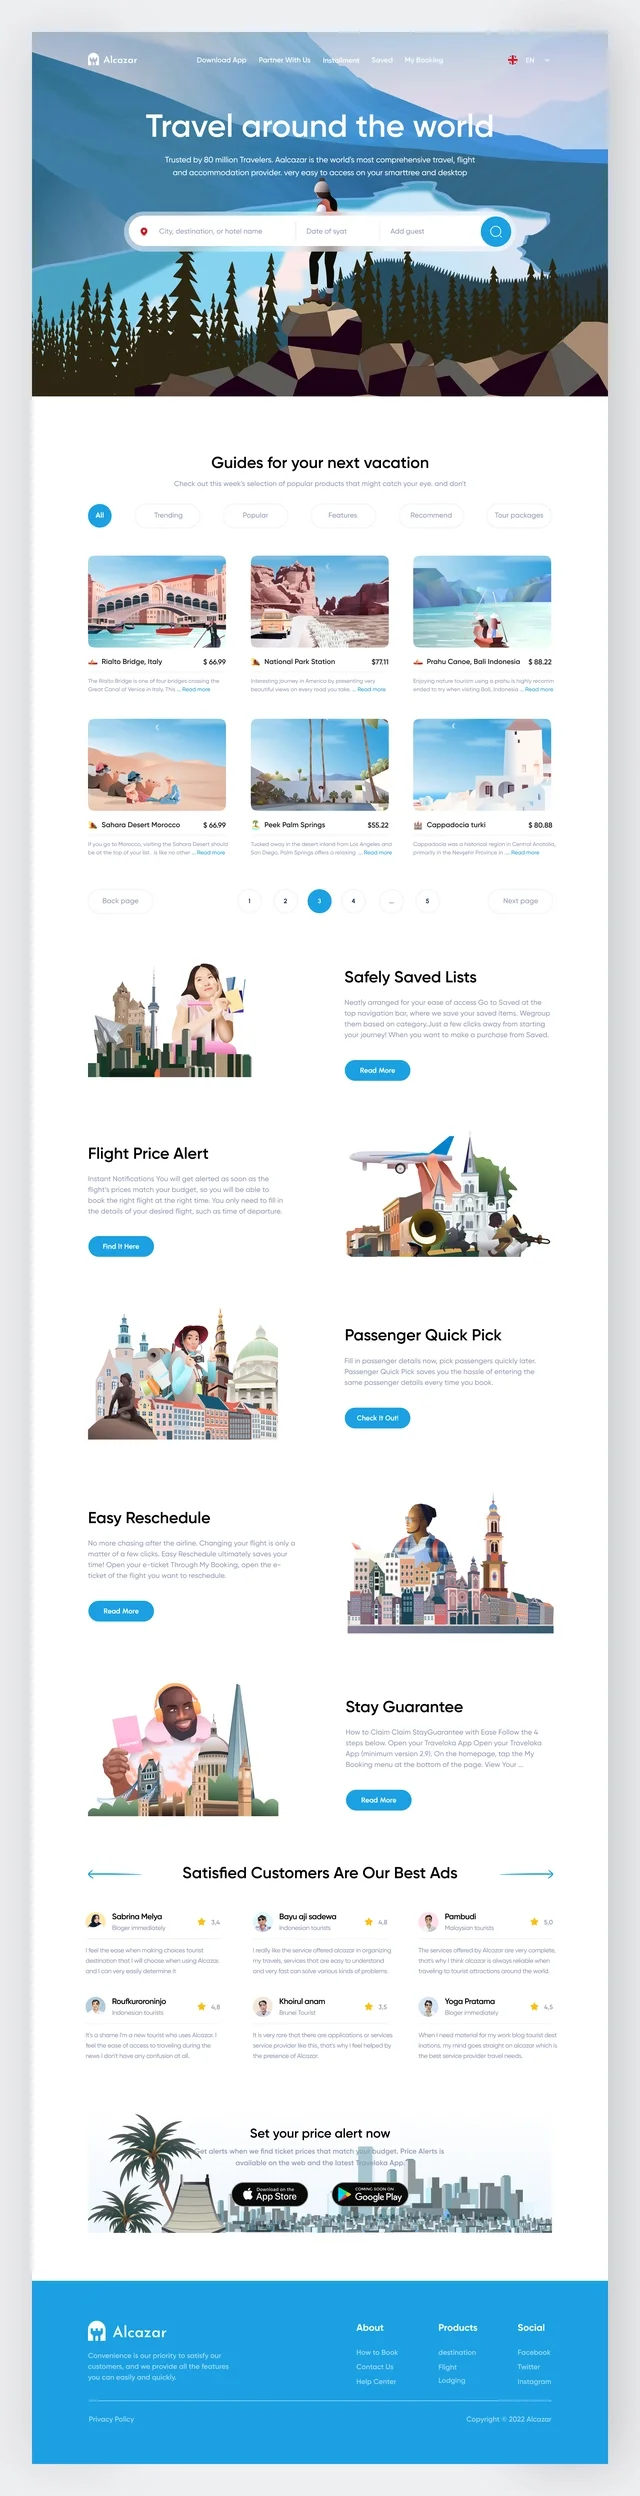 Alcazar
Download App Partner With Us Installment Saved My Booking
EN
Travel around the world
Trusted by 80 million Travelers. Aalcazar is the world's most comprehensive travel, flight
and accommodation provider. very easy to access on your smarttree and desktop
City, destination, or hotel name Date of syat Add guest
Guides for your next vacation
Check out this week's selection of popular products that might catch your eye. and don't
All Trending Popular Features Recommend Tour packages
Rialto Bridge, Italy $ 66.99
The Rialto Bridge is one of four bridges crossing the
Great Canal of Venice in Italy. This ... Read more
National Park Station $77,11
Interesting journey in America by presenting very
beautiful views on every road you take. ... Read more
Prahu Canoe, Bali Indonesia $ 88.22
Enjoying nature tourism using a prahu is highly recomm
ended to try when visiting Bali, Indonesia ... Read more
Sahara Desert Morocco $ 66.99
If you go to Morocco, visiting the Sahara Desert should
be at the top of your list. is like no other ... Read more
Peek Palm Springs $55.22
Tucked away in the desert inland from Los Angeles and
San Diego, Palm Springs offers a relaxing ... Read more
Cappadocia turki $ 80.88
Cappadocia was a historical region in Central Anatolia,
primarily in the Nevşehir Province in ... Read more
Back page 1 2 3 4 ... 5 Next page
Safely Saved Lists
Neatly arranged for your ease of access Go to Saved at the
top navigation bar, where we save your saved items. Wegroup
them based on category.Just a few clicks away from starting
your journey! When you want to make a purchase from Saved.
Read More
Flight Price Alert
Instant Notifications You will get alerted as soon as the
flight's prices match your budget, so you will be able to
book the right flight at the right time. You only need to fill in
the details of your desired flight, such as time of departure.
Find It Here
Passenger Quick Pick
Fill in passenger details now, pick passengers quickly later.
Passenger Quick Pick saves you the hassle of entering the
same passenger details every time you book.
Check It Out!
Easy Reschedule
No more chasing after the airline. Changing your flight is only a
matter of a few clicks. Easy Reschedule ultimately saves your
time! Open your e-ticket Through My Booking, open the e-
ticket of the flight you want to reschedule.
Read More
Stay Guarantee
How to Claim Claim StayGuarantee with Ease Follow the 4
steps below. Open your Traveloka App Open your Traveloka
App (minimum version 2.9). On the homepage, tap the My
Booking menu at the bottom of the page. View Your ...
Read More
Satisfied Customers Are Our Best Ads
Sabrina Melya 3,4
Bloger immediately
I feel the ease when making choices tourist
destination that I will choose when using Alcazar.
and I can very easily determine it
Bayu aji sadewa 4,8
Indonesian tourists
I really like the service offered alcazar in organizing
my travels, services that are easy to understand
and very fast can solve various kinds of problems.
Pambudi 5,0
Malaysian tourists
The services offered by Alcazar are very complete,
that's why I think alcazar is always reliable when
traveling to tourist attractions around the world.
Roufkuroroninjo 4,8
Indonesian tourists
It's a shame I'm a new tourist who uses Alcazar. I
feel the ease of access to traveling during the
news I don't have any confusion at all.
Khoirul anam 3,5
Brunei Tourist
It is very rare that there are applications or services
service provider like this, that's why I feel helped by
the presence of Alcazar.
Yoga Pratama 4,5
Bloger immediately
When I need material for my work blog tourist dest
inations, my mind goes straight on alcazar which is
the best service provider travel needs.
Set your price alert now
Get alerts when we find ticket prices that match your budget. Price Alerts is
available on the web and the latest Traveloka App."
Download on the
App Store
COMING SOON ON
Google Play
Alcazar
Convenience is our priority to satisfy our
customers, and we provide all the features
you can easily and quickly.
About Products Social
How to Book destination Facebook
Contact Us Flight Twitter
Help Center Lodging Instagram
Privacy Policy Copyright © 2022 Alcazar